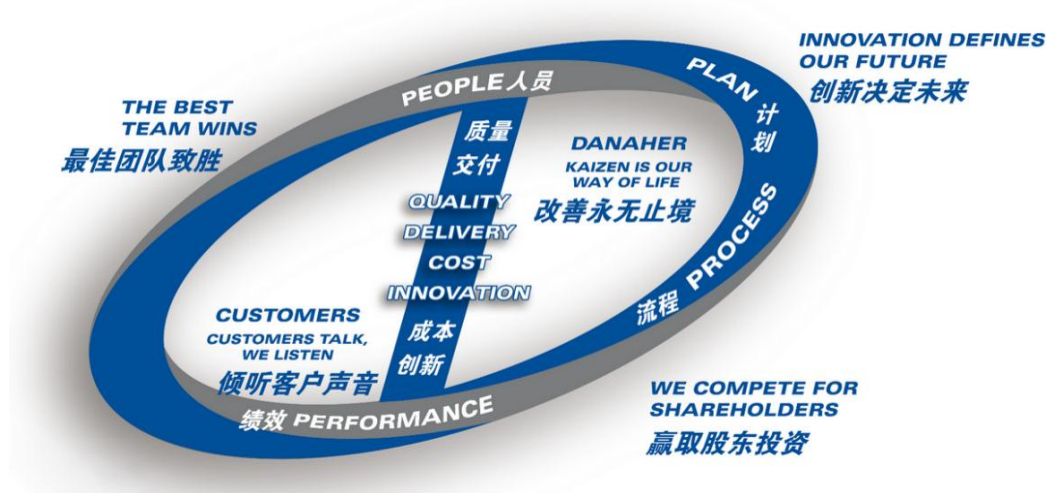 INNOVATION DEFINES
OUR FUTURE
创新决定未来
THE BEST
TEAM WINS
最佳团队致胜
PEOPLE人员
PLAN 计划
质量
交付
QUALITY
DELIVERY
COST
INNOVATION
成本
创新
DANAHER
KAIZEN IS OUR
WAY OF LIFE
改善永无止境
流程 PROCESS
CUSTOMERS
CUSTOMERS TALK,
WE LISTEN
倾听客户声音
绩效 PERFORMANCE
WE COMPETE FOR
SHAREHOLDERS
赢取股东投资